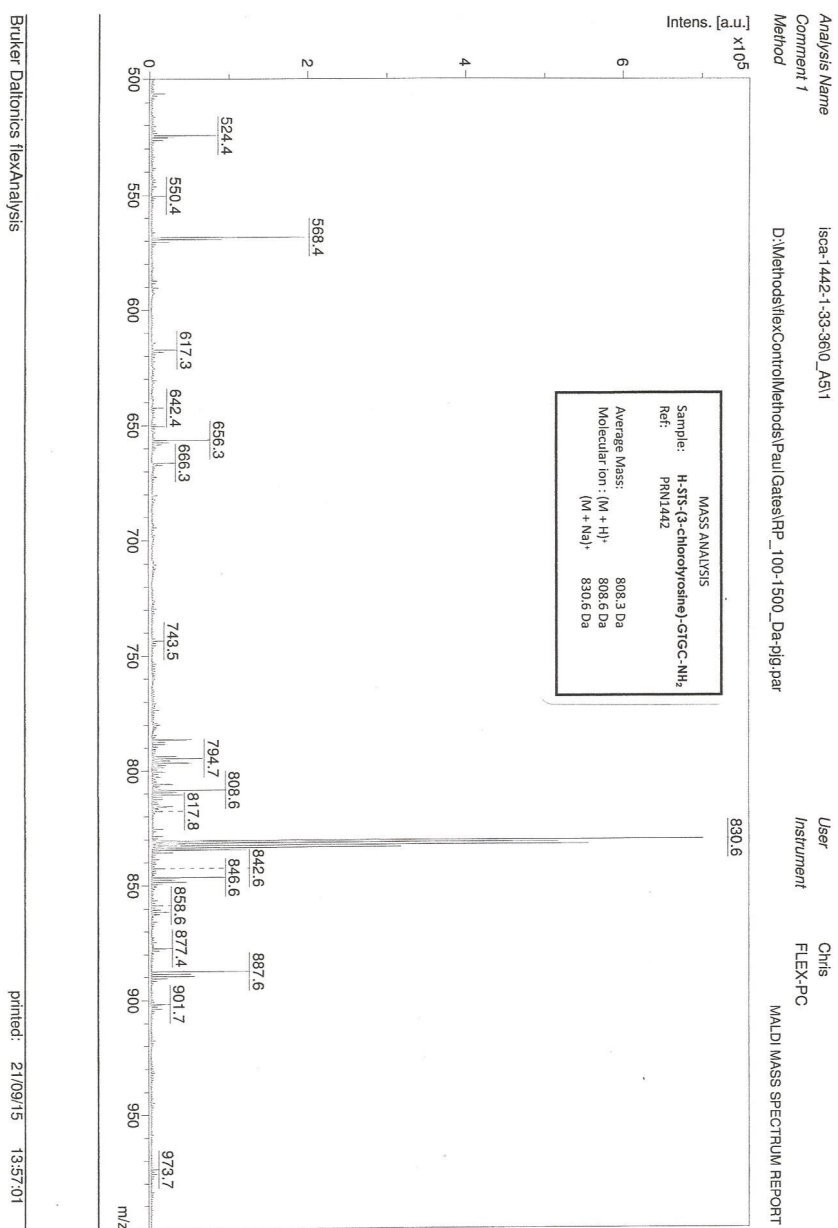 Analysis Name isca-1442-1-33-36\0_A5\1 User Chris
Comment 1 Instrument FLEX-PC
Method D:\Methods\flexControlMethods\PaulGates\RP_100-1500_Da-pjg.par
MALDI MASS SPECTRUM REPORT
Intens. [a.u.]
x10⁵
6
4
2
0
MASS ANALYSIS
Sample: H-STS-(3-chlorotyrosine)-GTGC-NH₂
Ref: PRN1442
Average Mass: 808.3 Da
Molecular ion : (M + H)⁺ 808.6 Da
(M + Na)⁺ 830.6 Da
524.4
550.4
568.4
617.3
642.4
656.3
666.3
743.5
794.7
808.6
817.8
830.6
842.6
846.6
858.6
877.4
887.6
901.7
973.7
500 550 600 650 700 750 800 850 900 950 m/z
Bruker Daltonics flexAnalysis printed: 21/09/15 13:57:01